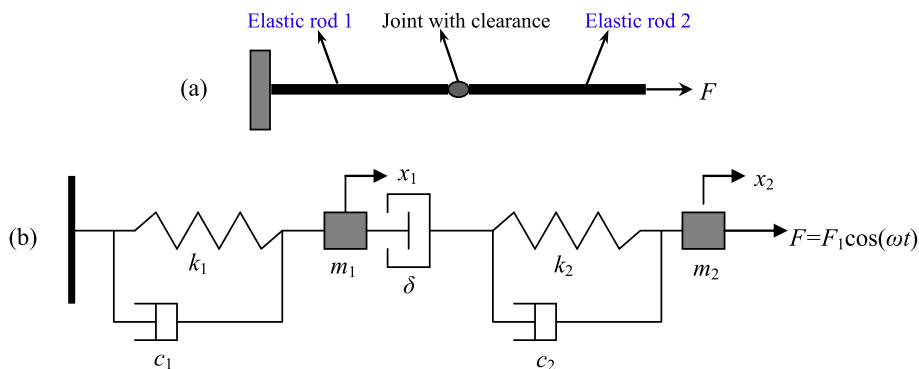 Elastic rod 1 Joint with clearance Elastic rod 2
(a) F
x₁ x₂
(b) k₁ m₁ δ k₂ m₂ F=F₁cos(ωt)
c₁ c₂